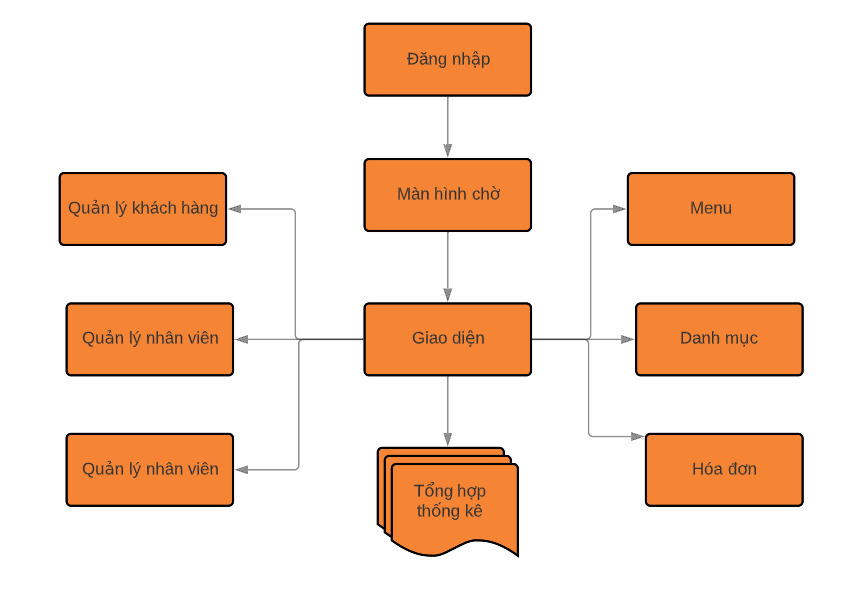 Đăng nhập
Màn hình chờ
Quản lý khách hàng
Menu
Quản lý nhân viên
Giao diện
Danh mục
Quản lý nhân viên
Tổng hợp
thống kê
Hóa đơn